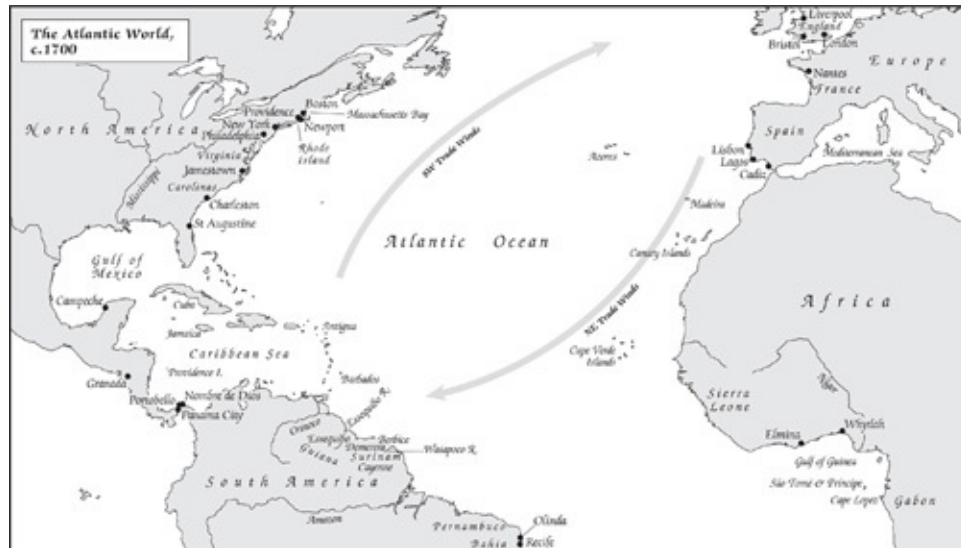 The Atlantic World,
c.1700
Liverpool
England
Bristol
London
Europe
Nantes
France
North America
Boston
Providence
Massachusetts Bay
New York
Newport
Philadelphia
Rhode
Island
Virginia
Jamestown
Mississippi
Carolinas
Charleston
St Augustine
SW Trade Winds
Azores
Spain
Lisbon
Lagos
Cadiz
Mediterranean Sea
Madeira
Atlantic Ocean
Canary Islands
Gulf of
Mexico
Campeche
Cuba
Jamaica
Antigua
Caribbean Sea
NE Trade Winds
Africa
Cape Verde
Islands
Providence I.
Barbados
Granada
Nombre de Dios
Portobello
Panama City
Essequibo R.
Orinoco
Essequibo
Berbice
Demerara
Guiana
Surinam
Cayenne
Waiapoco R.
South America
Amazon
Pernambuco
Bahia
Olinda
Recife
Niger
Sierra
Leone
Whydah
Elmina
Gulf of Guinea
São Tomé & Principe
Cape Lopez
Gabon